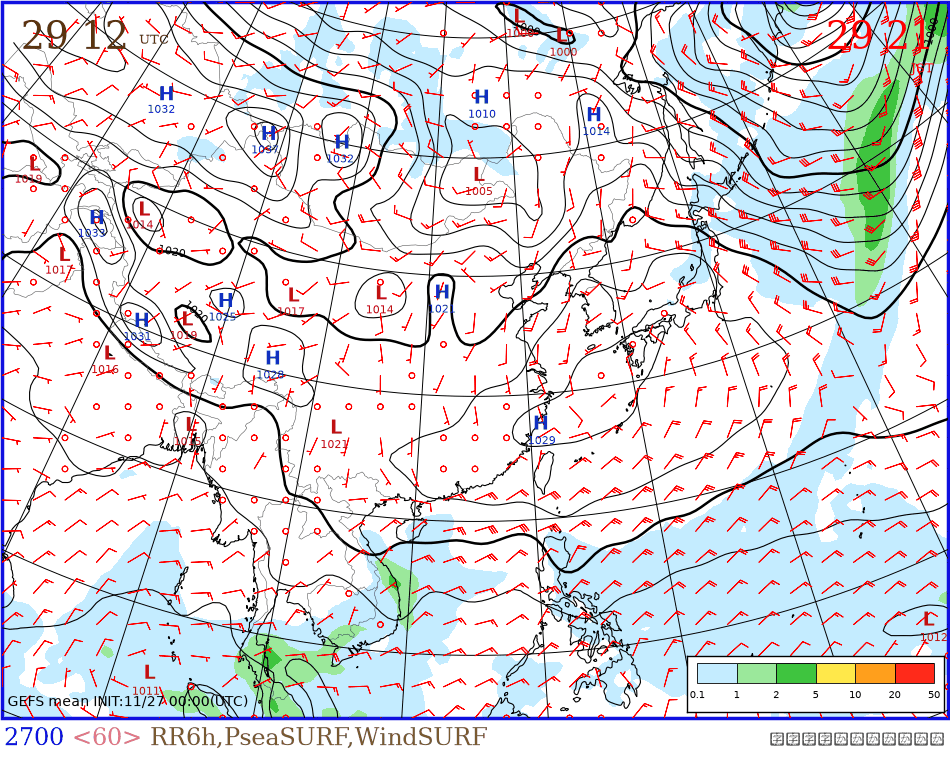 29 12 UTC
29 21
H 1032
H 1037
H 1032
H 1010
H 1014
L 1000
L 1005
L 1019
H 1033
L 1014
1020
L 1017
H 1025
L 1017
L 1014
H 1021
H 1031
L 1019
L 1016
H 1028
L 1021
H 1029
L 1012
L 1011
GEFS mean INIT:11/27 00:00(UTC)
0.1 1 2 5 10 20 50
2700 <60> RR6h,PseaSURF,WindSURF